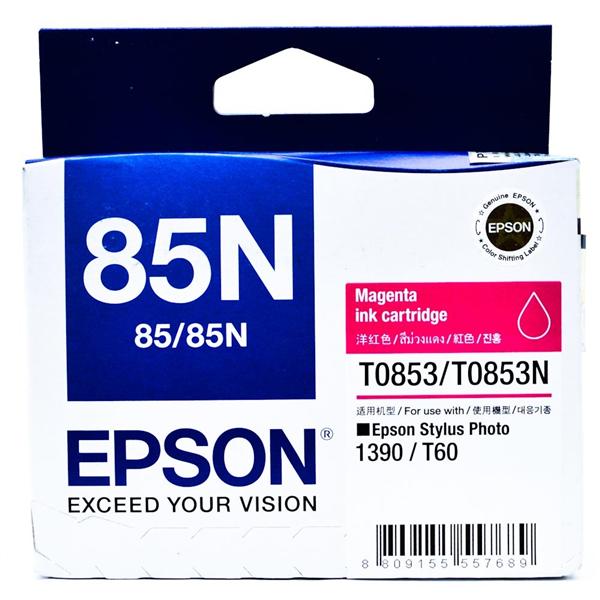 85N
85/85N
EPSON®
EXCEED YOUR VISION
Genuine EPSON
EPSON
Color Shifting Label
Magenta
ink cartridge
洋红色/สีม่วงแดง/紅色/진홍
T0853/T0853N
适用机型/For use with/使用機型/대응기종
■Epson Stylus Photo
1390 / T60
8 809155 557689